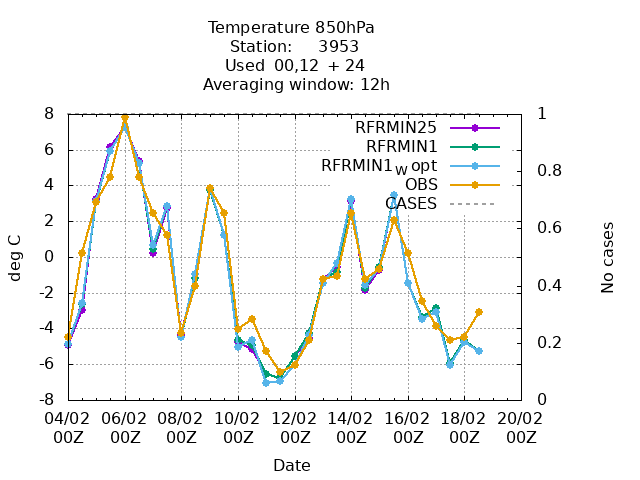 Temperature 850hPa
Station: 3953
Used 00,12 + 24
Averaging window: 12h
8 1
RFRMIN25
6
RFRMIN1
RFRMIN1w opt 0.8
4 OBS
CASES
2 0.6
0
deg C No cases
-2 0.4
-4
0.2
-6
-8 0
04/02 06/02 08/02 10/02 12/02 14/02 16/02 18/02 20/02
00Z 00Z 00Z 00Z 00Z 00Z 00Z 00Z 00Z
Date